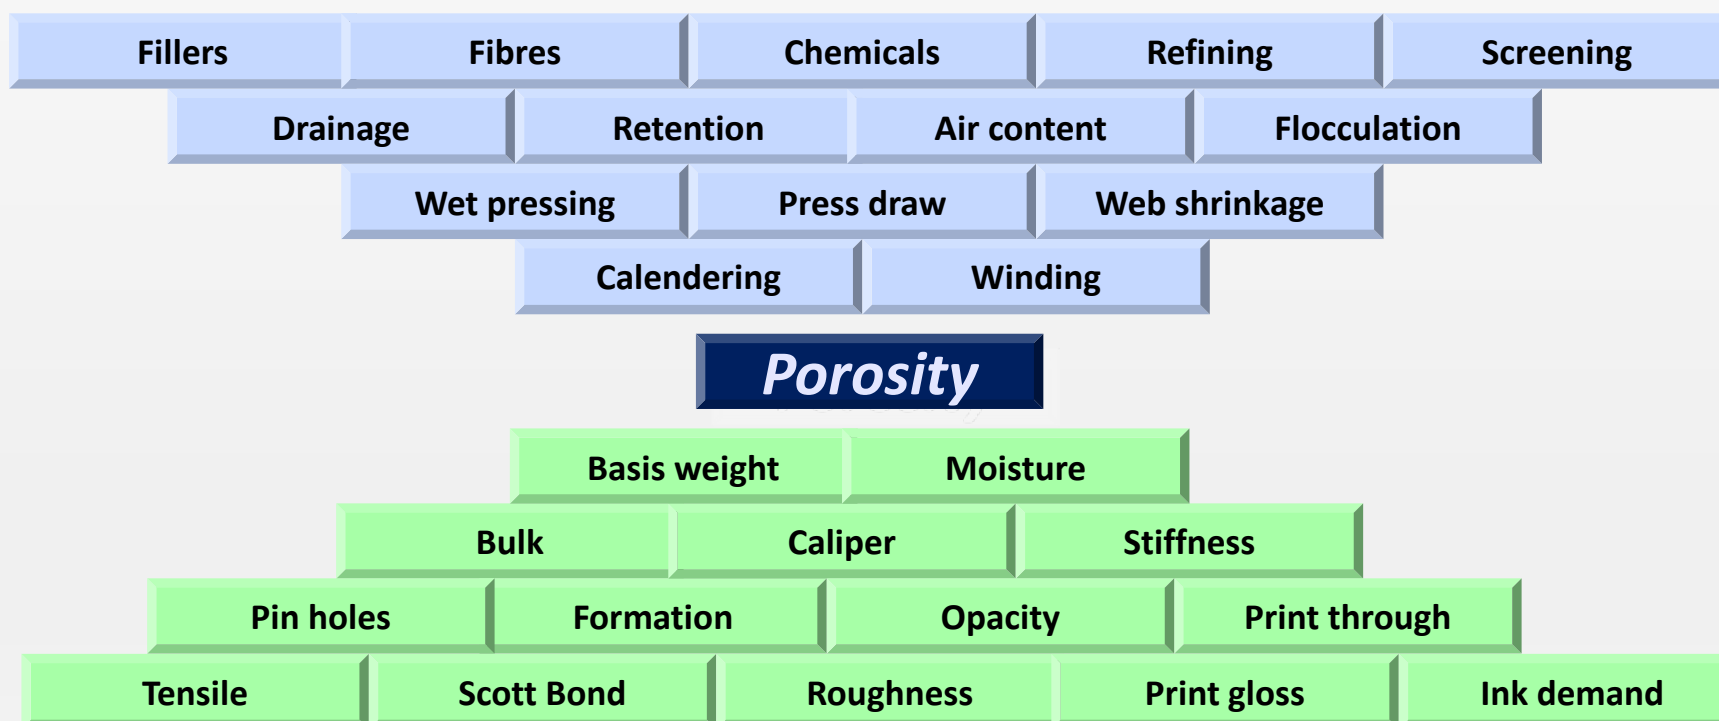 Fillers Fibres Chemicals Refining Screening
Drainage Retention Air content Flocculation
Wet pressing Press draw Web shrinkage
Calendering Winding
Porosity
Basis weight Moisture
Bulk Caliper Stiffness
Pin holes Formation Opacity Print through
Tensile Scott Bond Roughness Print gloss Ink demand